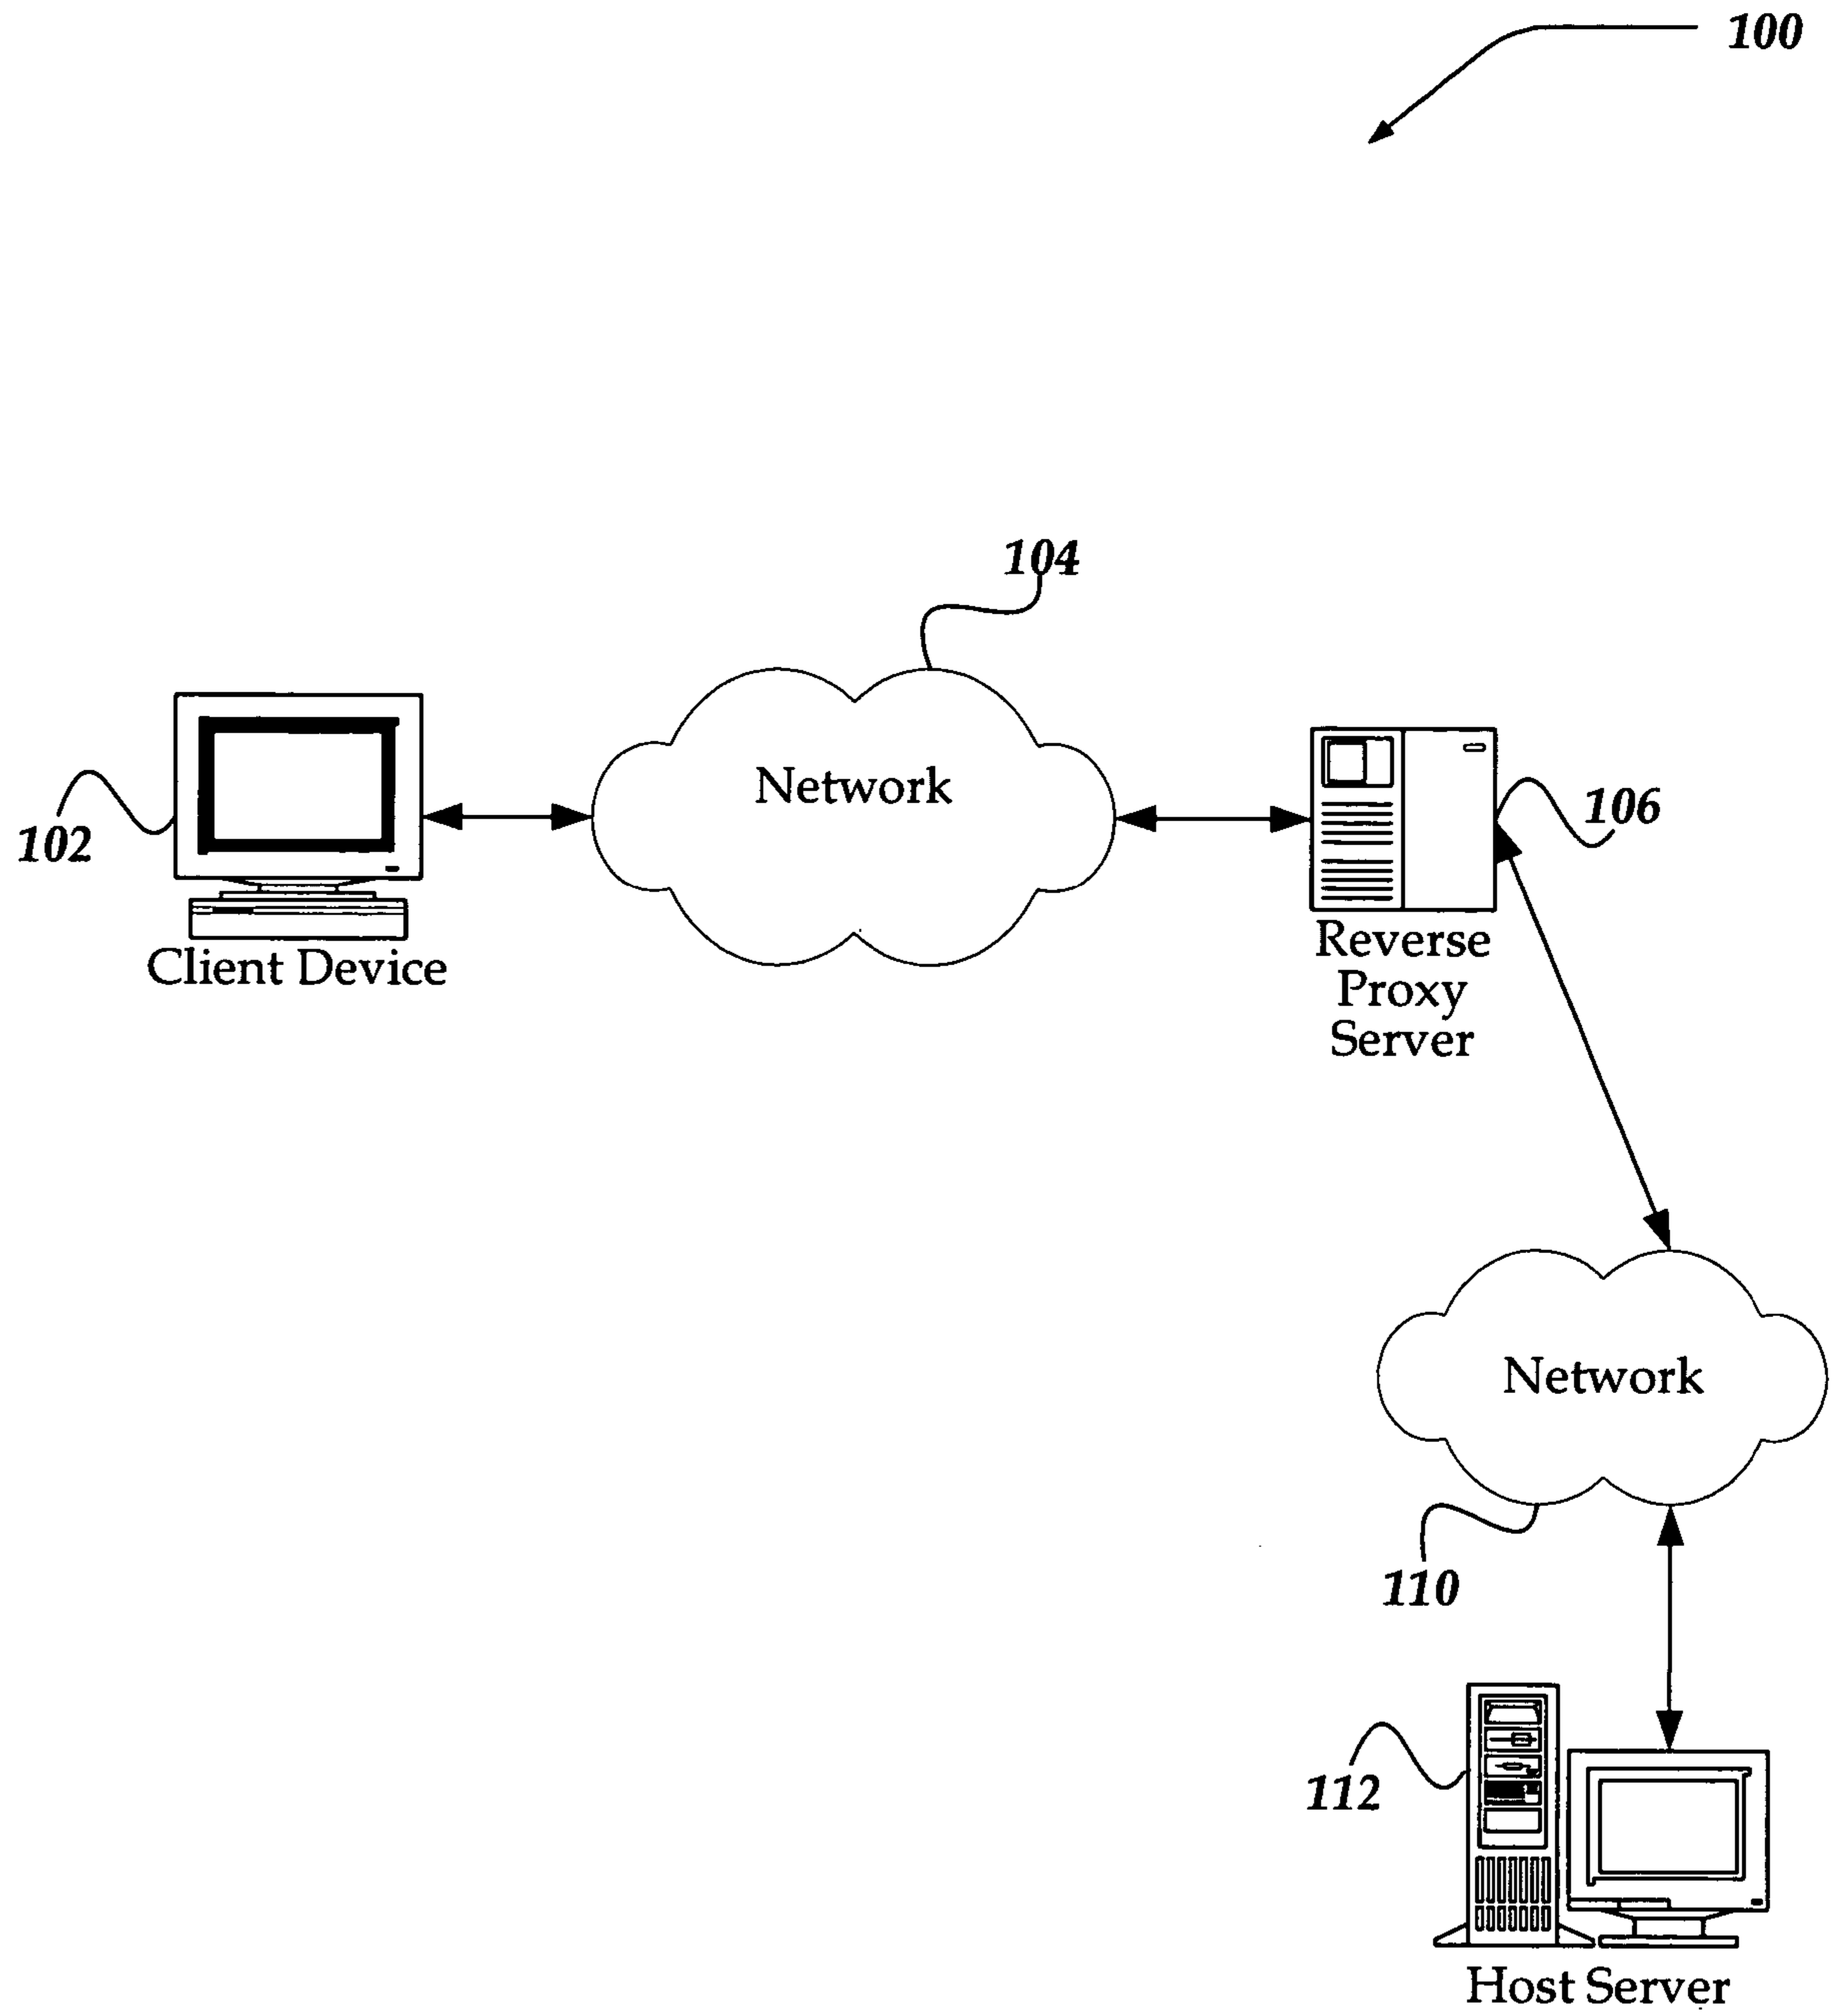 100
104
Network
102
106
Client Device
Reverse
Proxy
Server
Network
110
112
Host Server